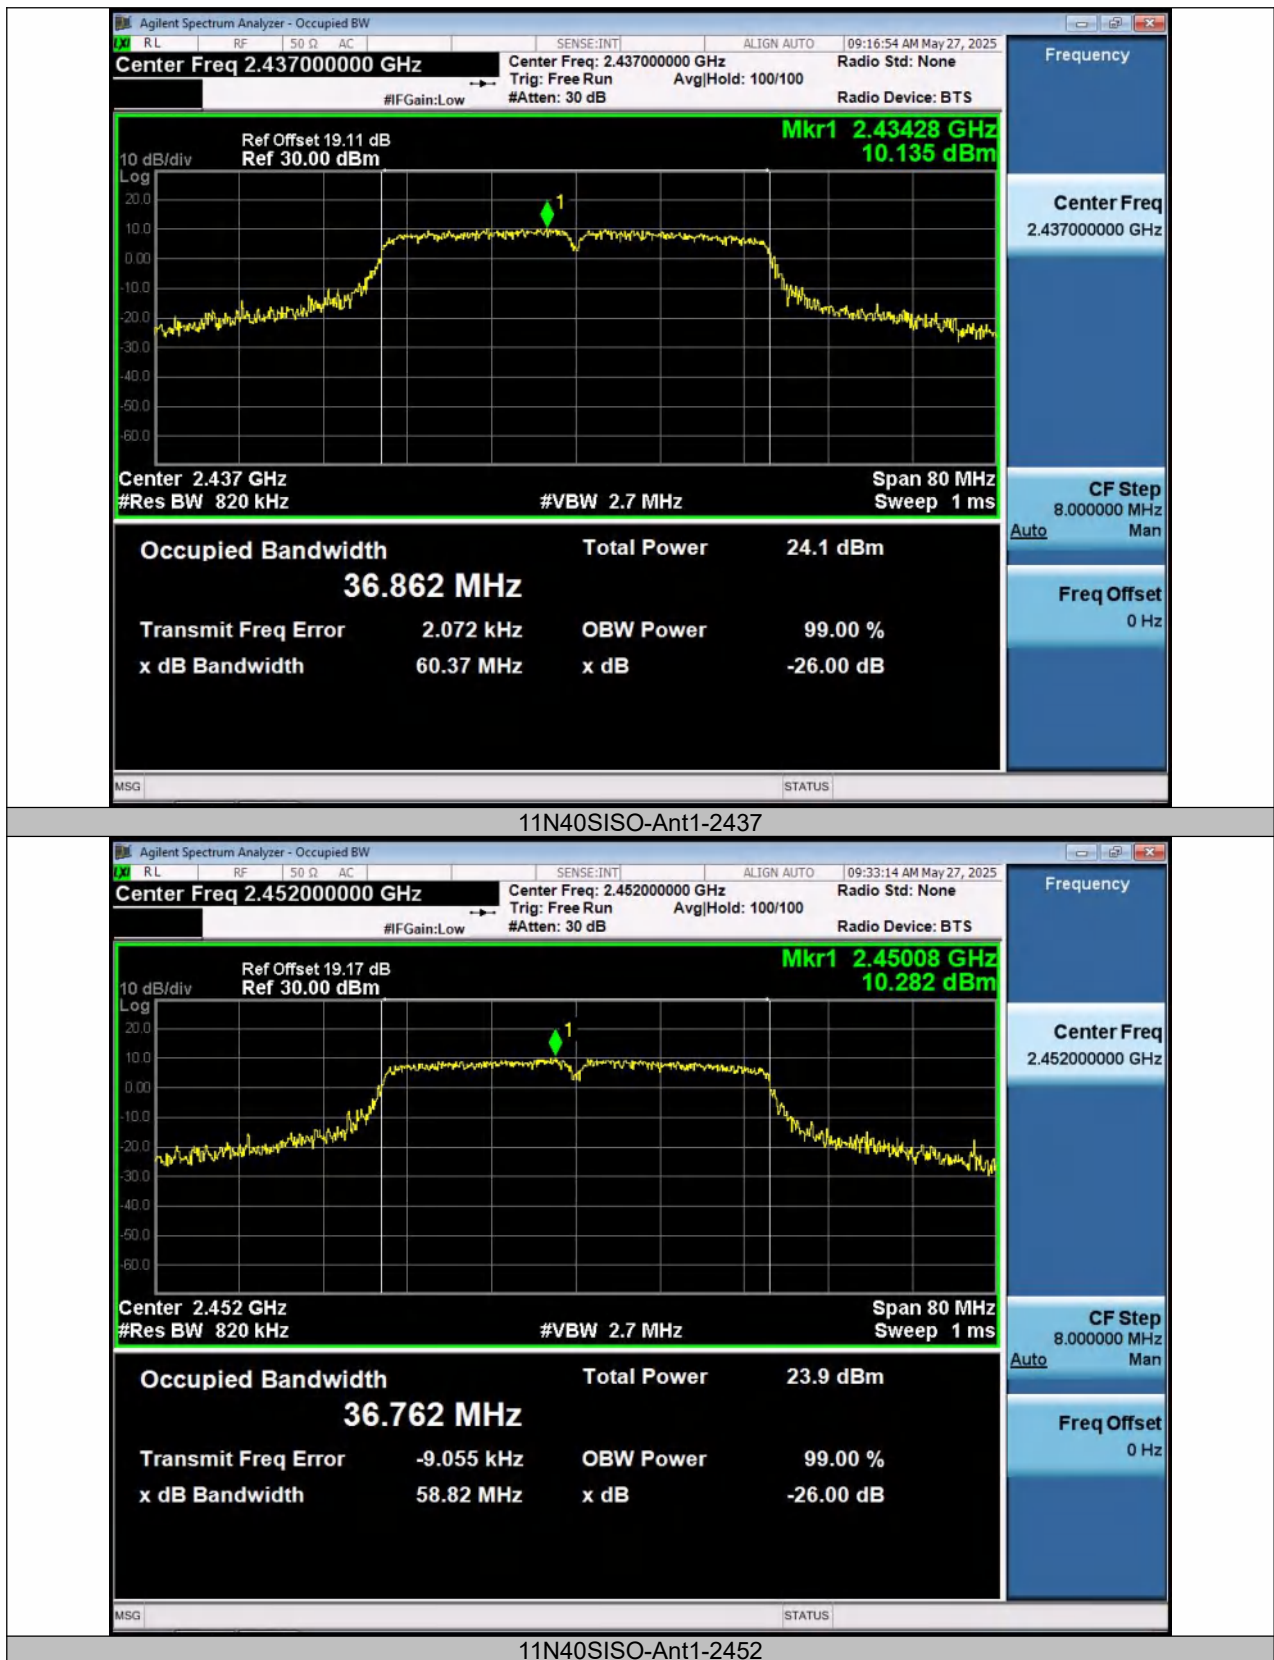 Agilent Spectrum Analyzer - Occupied BW
LXI RL RF 50 Ω AC SENSE:INT ALIGN AUTO 09:16:54 AM May 27, 2025
Center Freq 2.437000000 GHz Center Freq: 2.437000000 GHz Radio Std: None
Trig: Free Run Avg|Hold: 100/100
#IFGain:Low #Atten: 30 dB Radio Device: BTS
Frequency
Mkr1 2.43428 GHz
10.135 dBm
Ref Offset 19.11 dB
10 dB/div Ref 30.00 dBm
Log
20.0
1
10.0
0.00
-10.0
-20.0
-30.0
-40.0
-50.0
-60.0
Center 2.437 GHz Span 80 MHz
#Res BW 820 kHz #VBW 2.7 MHz Sweep 1 ms
Center Freq
2.437000000 GHz
CF Step
8.000000 MHz
Auto Man
Freq Offset
0 Hz
Occupied Bandwidth Total Power 24.1 dBm
36.862 MHz
Transmit Freq Error 2.072 kHz OBW Power 99.00 %
x dB Bandwidth 60.37 MHz x dB -26.00 dB
MSG STATUS
11N40SISO-Ant1-2437
Agilent Spectrum Analyzer - Occupied BW
LXI RL RF 50 Ω AC SENSE:INT ALIGN AUTO 09:33:14 AM May 27, 2025
Center Freq 2.452000000 GHz Center Freq: 2.452000000 GHz Radio Std: None
Trig: Free Run Avg|Hold: 100/100
#IFGain:Low #Atten: 30 dB Radio Device: BTS
Frequency
Mkr1 2.45008 GHz
10.282 dBm
Ref Offset 19.17 dB
10 dB/div Ref 30.00 dBm
Log
20.0
1
10.0
0.00
-10.0
-20.0
-30.0
-40.0
-50.0
-60.0
Center 2.452 GHz Span 80 MHz
#Res BW 820 kHz #VBW 2.7 MHz Sweep 1 ms
Center Freq
2.452000000 GHz
CF Step
8.000000 MHz
Auto Man
Freq Offset
0 Hz
Occupied Bandwidth Total Power 23.9 dBm
36.762 MHz
Transmit Freq Error -9.055 kHz OBW Power 99.00 %
x dB Bandwidth 58.82 MHz x dB -26.00 dB
MSG STATUS
11N40SISO-Ant1-2452